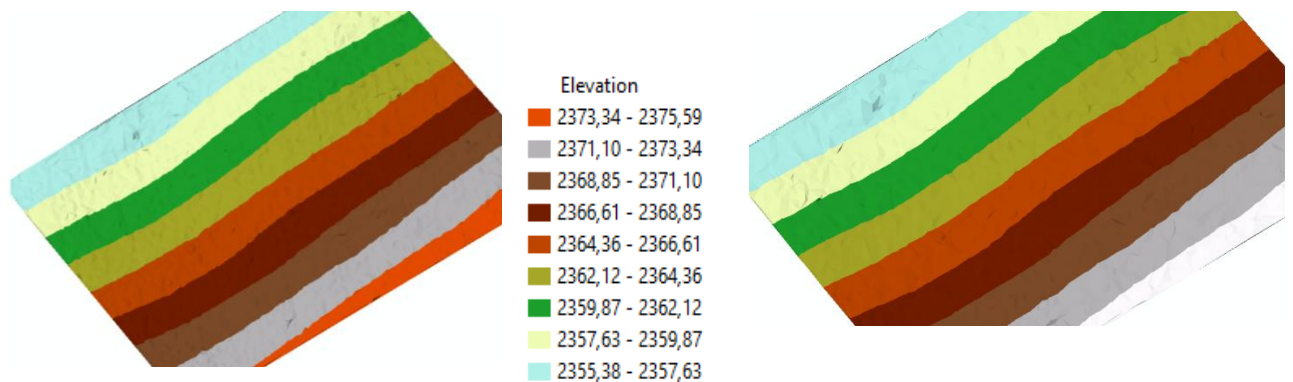 Elevation
2373,34 - 2375,59
2371,10 - 2373,34
2368,85 - 2371,10
2366,61 - 2368,85
2364,36 - 2366,61
2362,12 - 2364,36
2359,87 - 2362,12
2357,63 - 2359,87
2355,38 - 2357,63